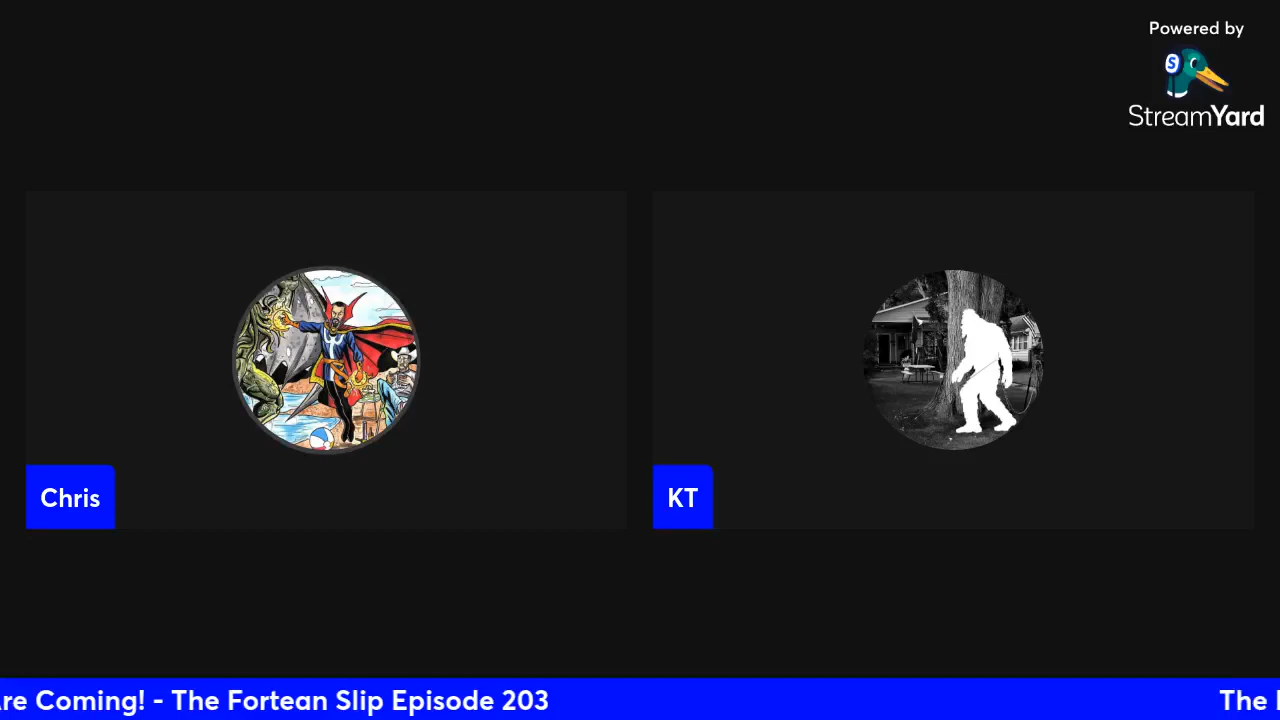 Powered by
S
StreamYard
Chris
KT
re Coming! - The Fortean Slip Episode 203
The